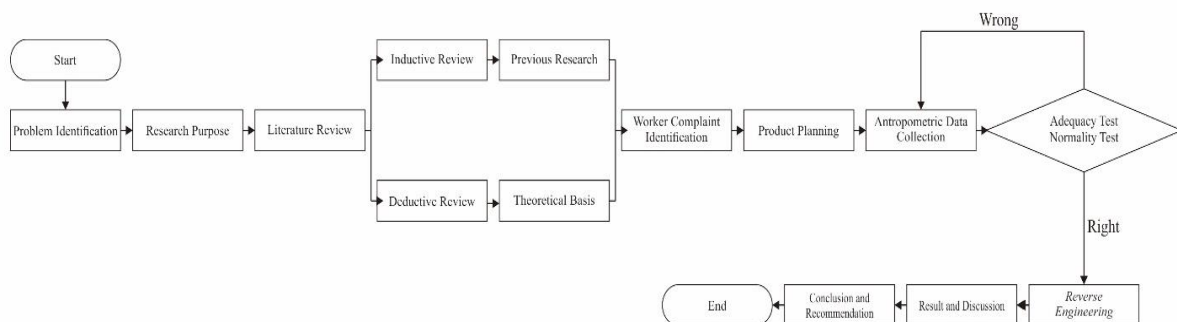 Wrong
Start
Inductive Review
Previous Research
Problem Identification
Research Purpose
Literature Review
Worker Complaint
Identification
Product Planning
Antropometric Data
Collection
Adequacy Test
Normality Test
Deductive Review
Theoretical Basis
Right
End
Conclusion and
Recommendation
Result and Discussion
Reverse
Engineering